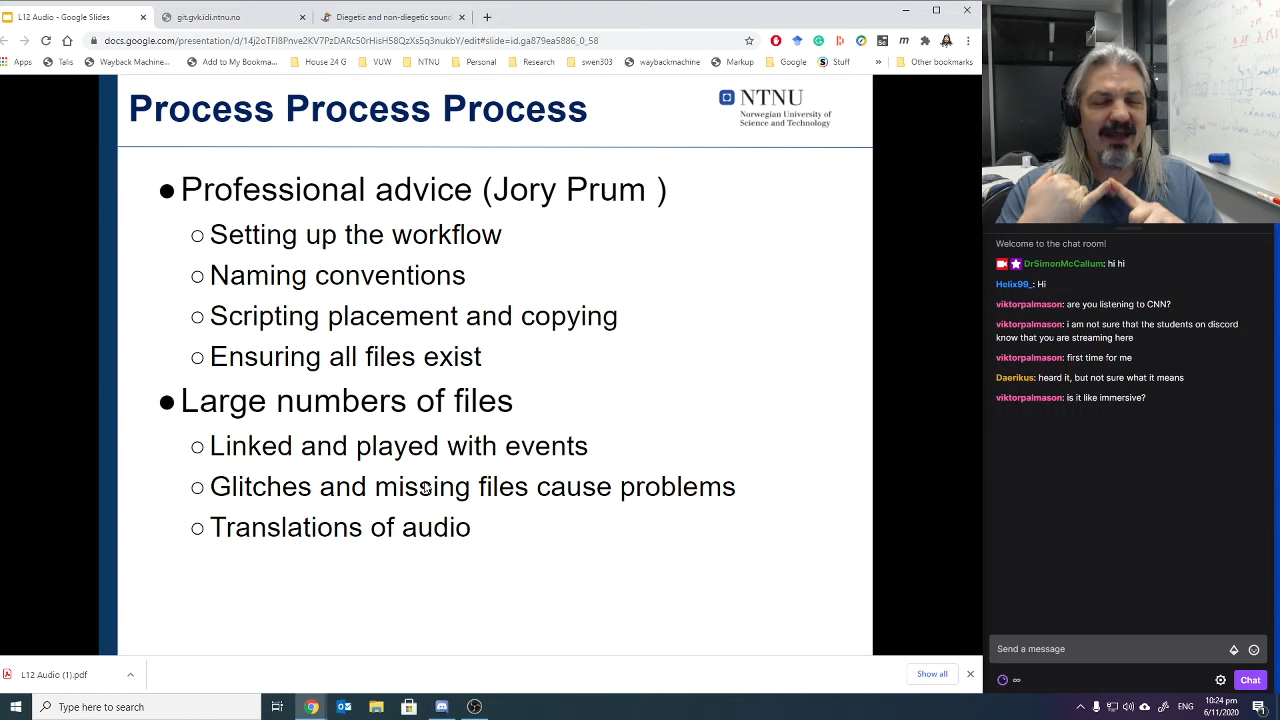 L12 Audio - Google Slides
git.gvk.idi.ntnu.no
Diegetic and non-diegetic sound
docs.google.com/presentation/d/
edit#slide=id.ga879ea5886_0_58
Apps
Talis
Wayback Machine...
Add to My Bookma...
House 24 G
VUW
NTNU
Personal
Research
swen303
waybackmachine
Markup
Google
Stuff
Other bookmarks
Process Process Process
NTNU
Norwegian University of
Science and Technology
● Professional advice (Jory Prum )
○ Setting up the workflow
○ Naming conventions
○ Scripting placement and copying
○ Ensuring all files exist
● Large numbers of files
○ Linked and played with events
○ Glitches and missing files cause problems
○ Translations of audio
Welcome to the chat room!
DrSimonMcCallum: hi hi
Helix99_: Hi
viktorpalmason: are you listening to CNN?
viktorpalmason: i am not sure that the students on discord
know that you are streaming here
viktorpalmason: first time for me
Daerikus: heard it, but not sure what it means
viktorpalmason: is it like immersive?
Send a message
Chat
L12 Audio (1).pdf
Show all
Type here to search
ENG
10:24 pm
6/11/2020